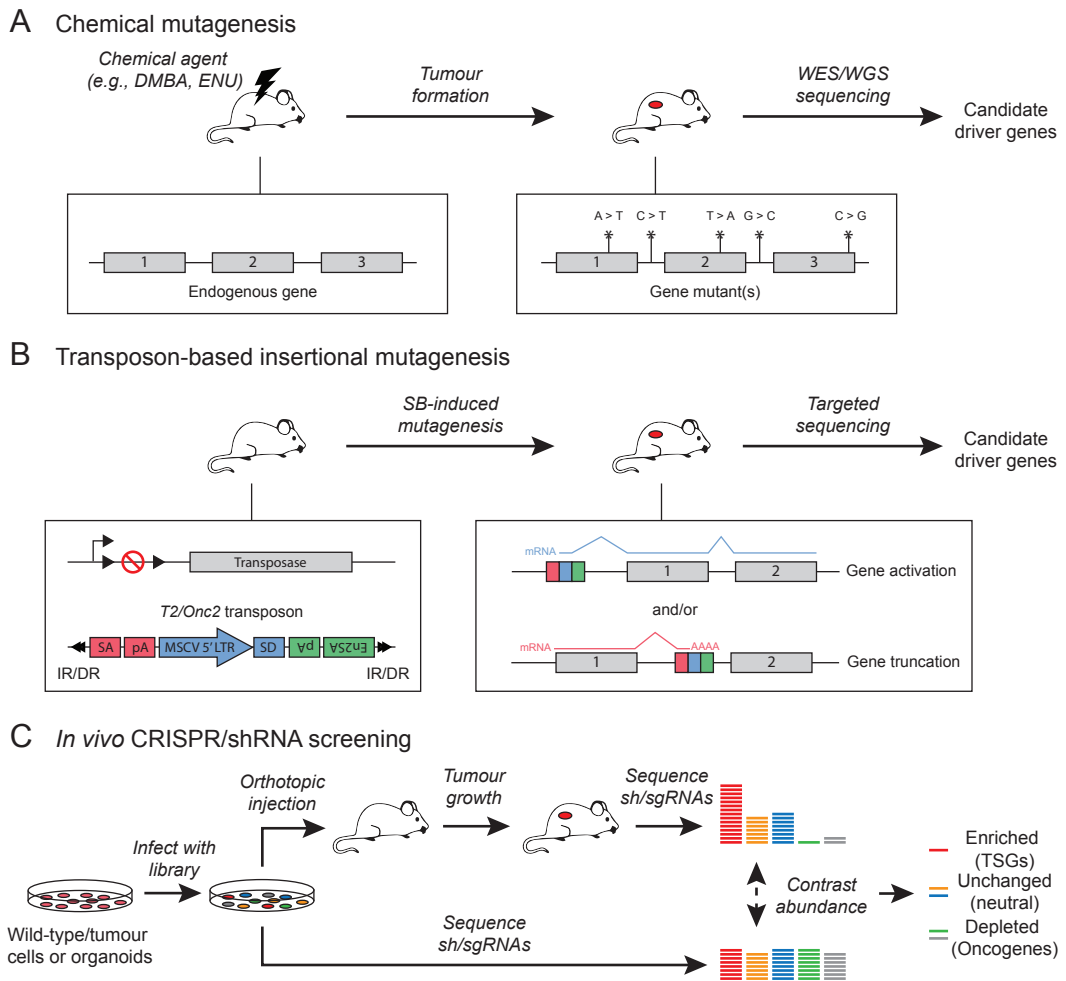 A Chemical mutagenesis
Chemical agent
(e.g., DMBA, ENU)
Tumour
formation
WES/WGS
sequencing
Candidate
driver genes
A > T C > T T > A G > C C > G
* * * * *
1 2 3
Endogenous gene
1 2 3
Gene mutant(s)
B Transposon-based insertional mutagenesis
SB-induced
mutagenesis
Targeted
sequencing
Candidate
driver genes
Transposase
T2/Onc2 transposon
SA pA MSCV 5' LTR SD pA En2SA
IR/DR IR/DR
mRNA
1 2
Gene activation
and/or
mRNA AAAA
1 2
Gene truncation
C In vivo CRISPR/shRNA screening
Orthotopic
injection
Tumour
growth
Sequence
sh/sgRNAs
Infect with
library
Wild-type/tumour
cells or organoids
Sequence
sh/sgRNAs
Contrast
abundance
Enriched
(TSGs)
Unchanged
(neutral)
Depleted
(Oncogenes)